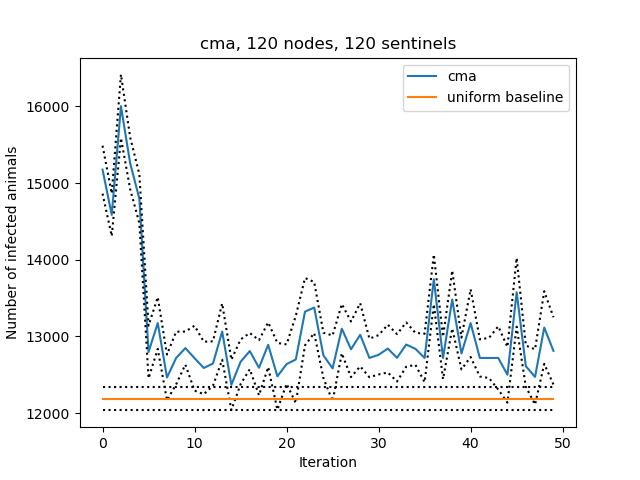 cma, 120 nodes, 120 sentinels
cma
uniform baseline
16000
15000
14000
13000
12000
Number of infected animals
0 10 20 30 40 50
Iteration